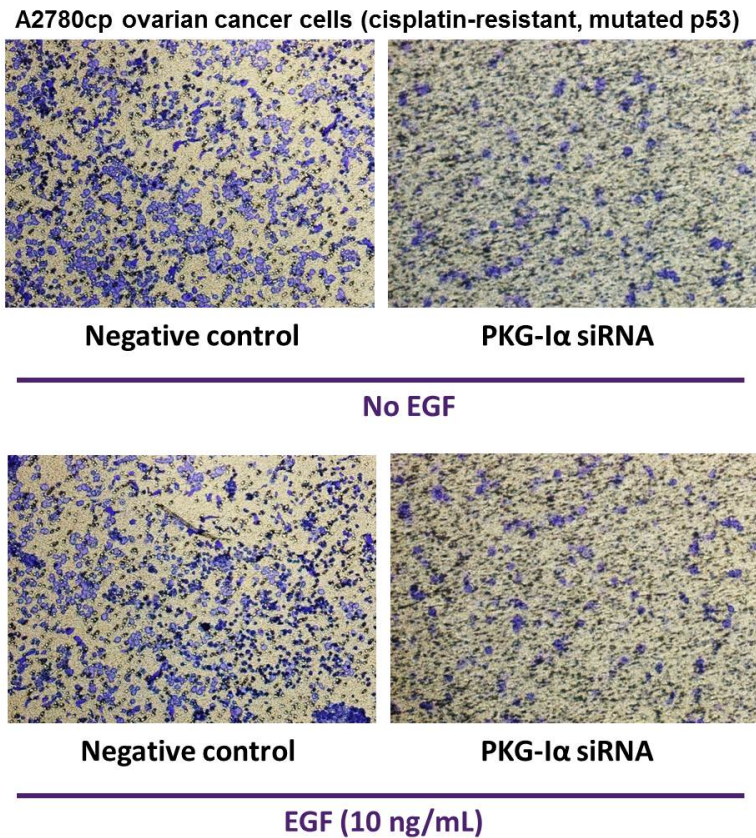 A2780cp ovarian cancer cells (cisplatin-resistant, mutated p53)
Negative control
PKG-Iα siRNA
No EGF
Negative control
PKG-Iα siRNA
EGF (10 ng/mL)